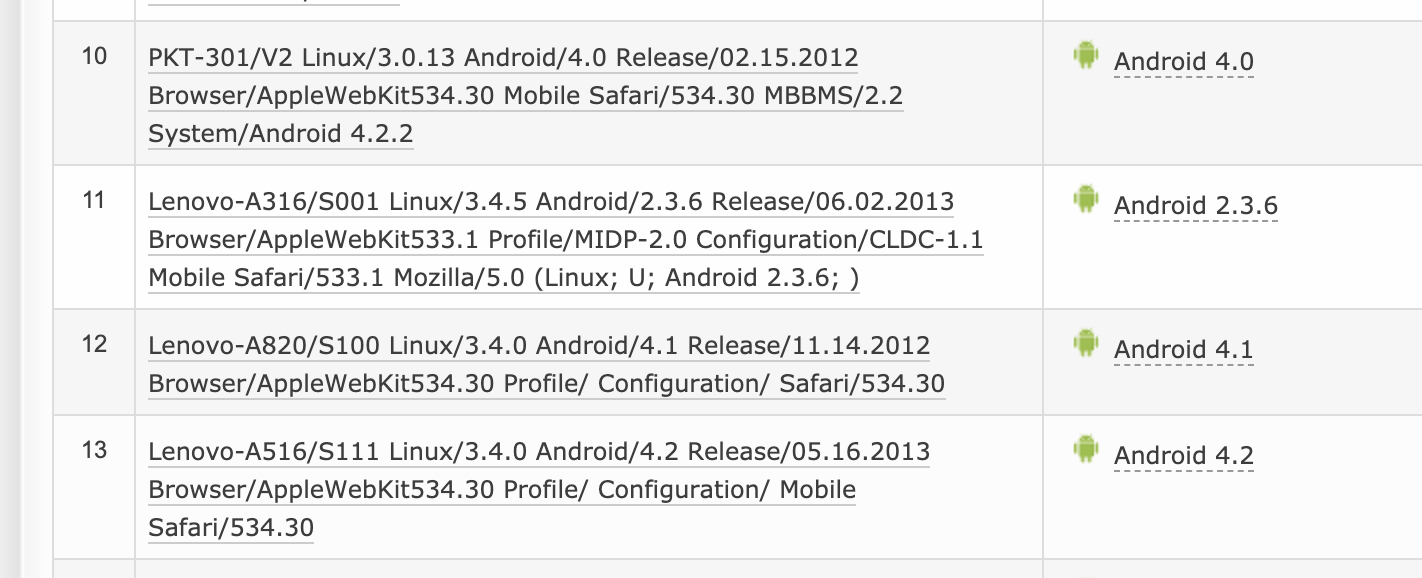 10
PKT-301/V2 Linux/3.0.13 Android/4.0 Release/02.15.2012
Browser/AppleWebKit534.30 Mobile Safari/534.30 MBBMS/2.2
System/Android 4.2.2
Android 4.0
11
Lenovo-A316/S001 Linux/3.4.5 Android/2.3.6 Release/06.02.2013
Browser/AppleWebKit533.1 Profile/MIDP-2.0 Configuration/CLDC-1.1
Mobile Safari/533.1 Mozilla/5.0 (Linux; U; Android 2.3.6; )
Android 2.3.6
12
Lenovo-A820/S100 Linux/3.4.0 Android/4.1 Release/11.14.2012
Browser/AppleWebKit534.30 Profile/ Configuration/ Safari/534.30
Android 4.1
13
Lenovo-A516/S111 Linux/3.4.0 Android/4.2 Release/05.16.2013
Browser/AppleWebKit534.30 Profile/ Configuration/ Mobile
Safari/534.30
Android 4.2